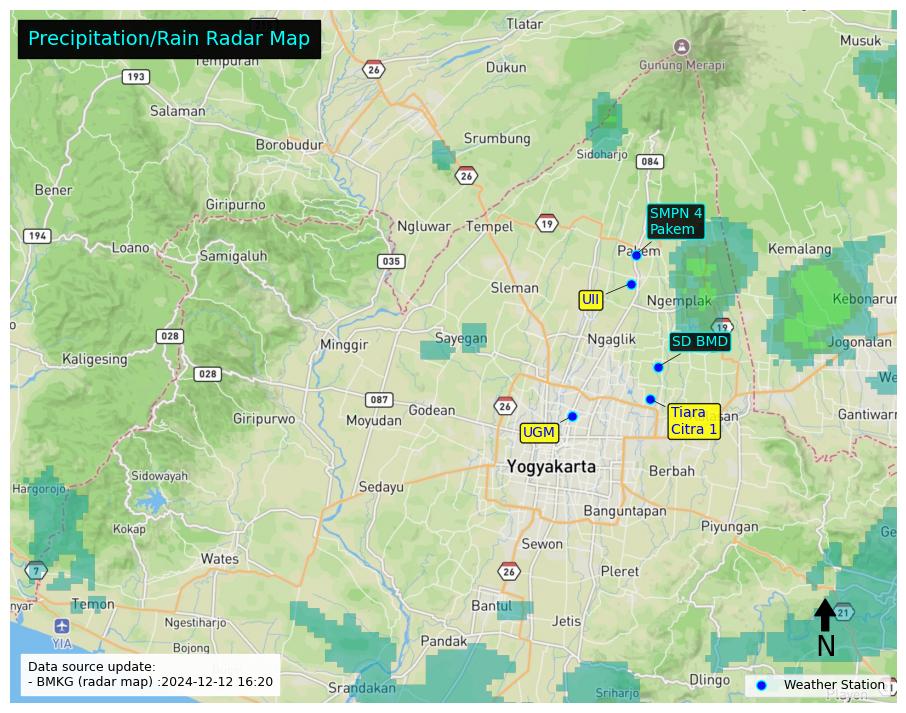 Precipitation/Rain Radar Map
Tlatar
Musuk
26
193
Tempuran
Dukun
Gunung Merapi
Salaman
Borobudur
Srumbung
Sidoharjo
084
26
Bener
Giripurno
SMPN 4
Pakem
194
Ngluwar
Tempel
19
Loano
Samigaluh
035
Pakem
Kemalang
Sleman
UII
Ngemplak
19
028
Minggir
Sayegan
Ngaglik
SD BMD
Jogonalan
Kaligesing
028
087
Godean
26
Giripurwo
Moyudan
UGM
Tiara
Citra 1
Gantiwarn
Yogyakarta
Berbah
Sidowayah
Hargorojo
Sedayu
Banguntapan
Kokap
Piyungan
Sewon
Wates
7
26
Pleret
Temon
Bantul
21
Ngestiharjo
Jetis
YIA
Bojong
Pandak
N
Data source update:
- BMKG (radar map) :2024-12-12 16:20
Srandakan
Sriharjo
Dlingo
Weather Station
Playen